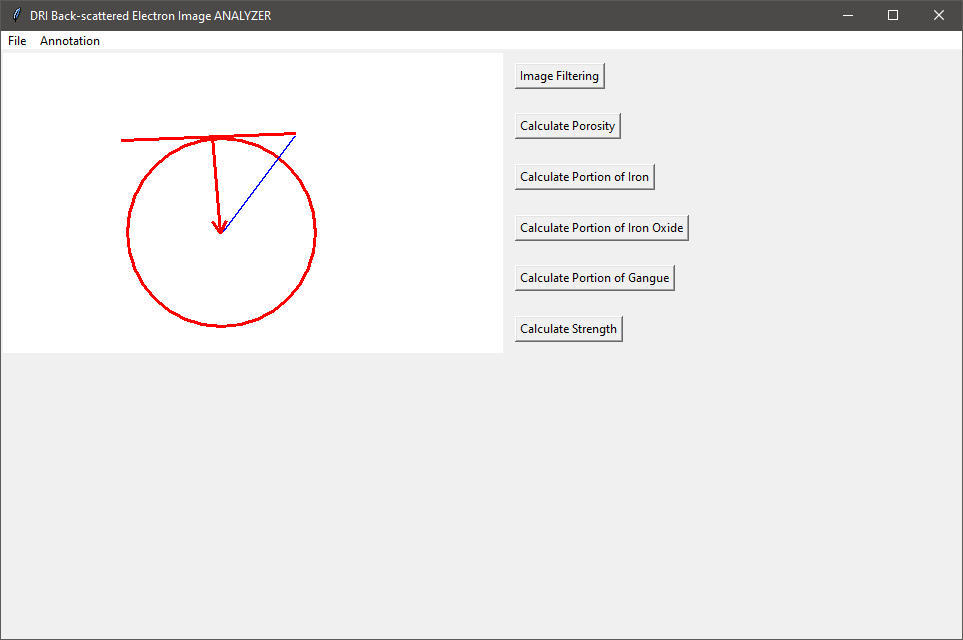 DRI Back-scattered Electron Image ANALYZER
File Annotation
Image Filtering
Calculate Porosity
Calculate Portion of Iron
Calculate Portion of Iron Oxide
Calculate Portion of Gangue
Calculate Strength